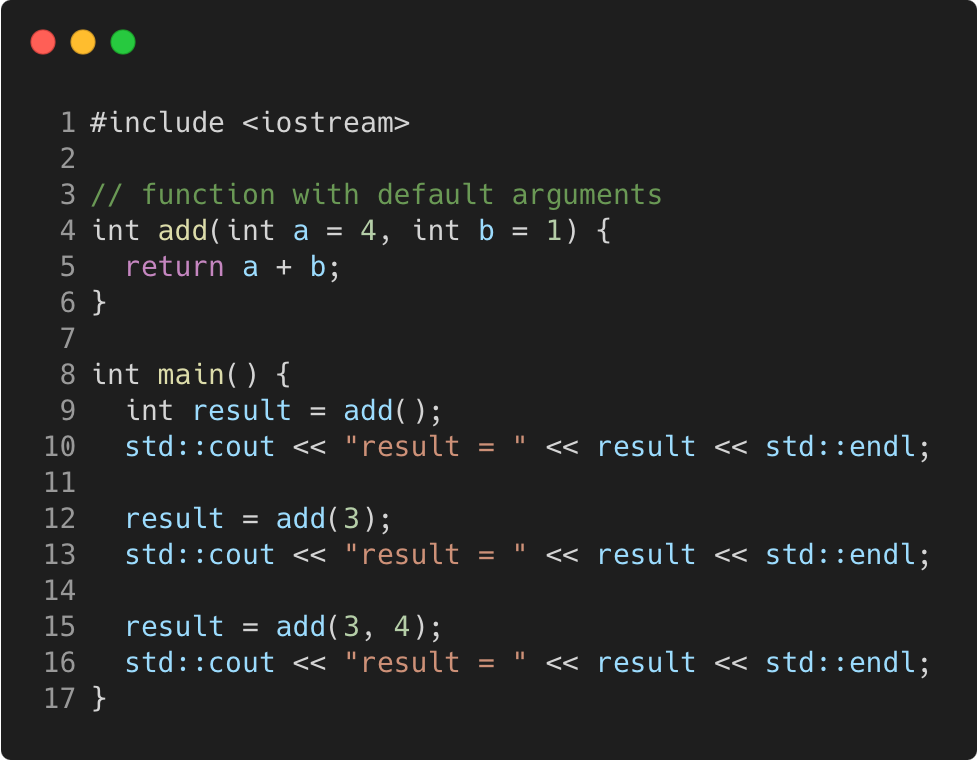 1 #include <iostream>
2
3 // function with default arguments
4 int add(int a = 4, int b = 1) {
5   return a + b;
6 }
7
8 int main() {
9   int result = add();
10   std::cout << "result = " << result << std::endl;
11
12   result = add(3);
13   std::cout << "result = " << result << std::endl;
14
15   result = add(3, 4);
16   std::cout << "result = " << result << std::endl;
17 }